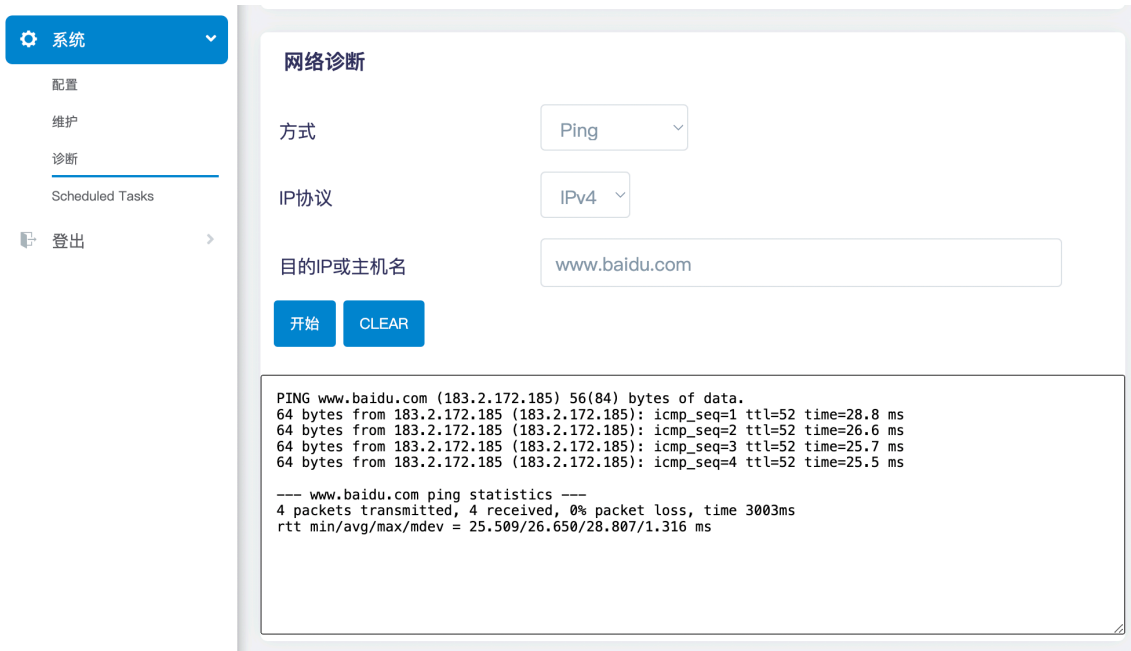 系统
配置
维护
诊断
Scheduled Tasks
登出
网络诊断
方式
Ping
IP协议
IPv4
目的IP或主机名
www.baidu.com
开始
CLEAR
PING www.baidu.com (183.2.172.185) 56(84) bytes of data.
64 bytes from 183.2.172.185 (183.2.172.185): icmp_seq=1 ttl=52 time=28.8 ms
64 bytes from 183.2.172.185 (183.2.172.185): icmp_seq=2 ttl=52 time=26.6 ms
64 bytes from 183.2.172.185 (183.2.172.185): icmp_seq=3 ttl=52 time=25.7 ms
64 bytes from 183.2.172.185 (183.2.172.185): icmp_seq=4 ttl=52 time=25.5 ms
--- www.baidu.com ping statistics ---
4 packets transmitted, 4 received, 0% packet loss, time 3003ms
rtt min/avg/max/mdev = 25.509/26.650/28.807/1.316 ms